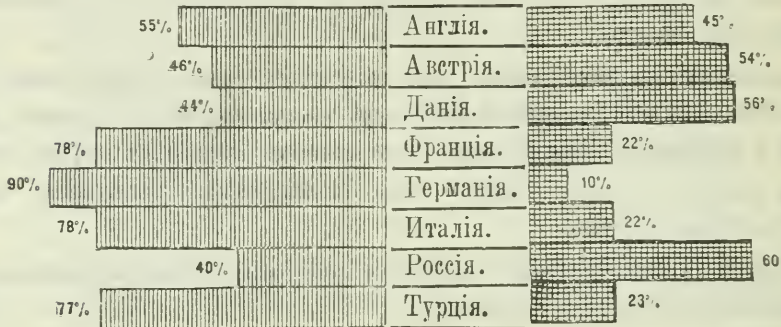 55% Англія. 45%
46% Австрія. 54%
44% Данія. 56%
78% Франція. 22%
90% Германія. 10%
78% Италія. 22%
40% Россія. 60
77% Турція. 23%